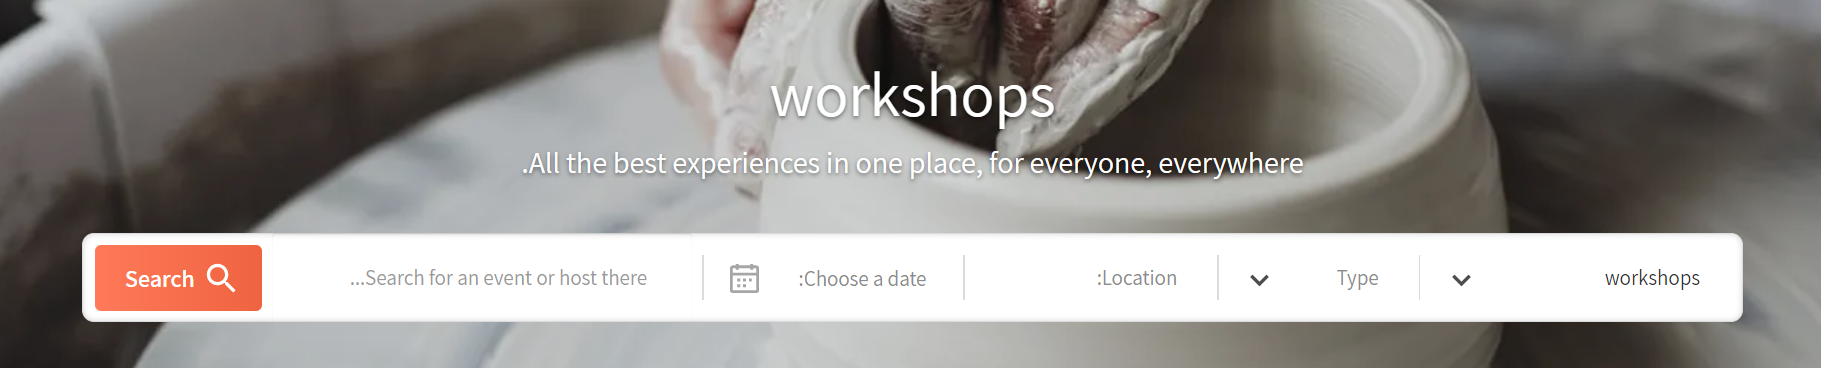 workshops
.All the best experiences in one place, for everyone, everywhere
Search ...Search for an event or host there :Choose a date :Location Type workshops